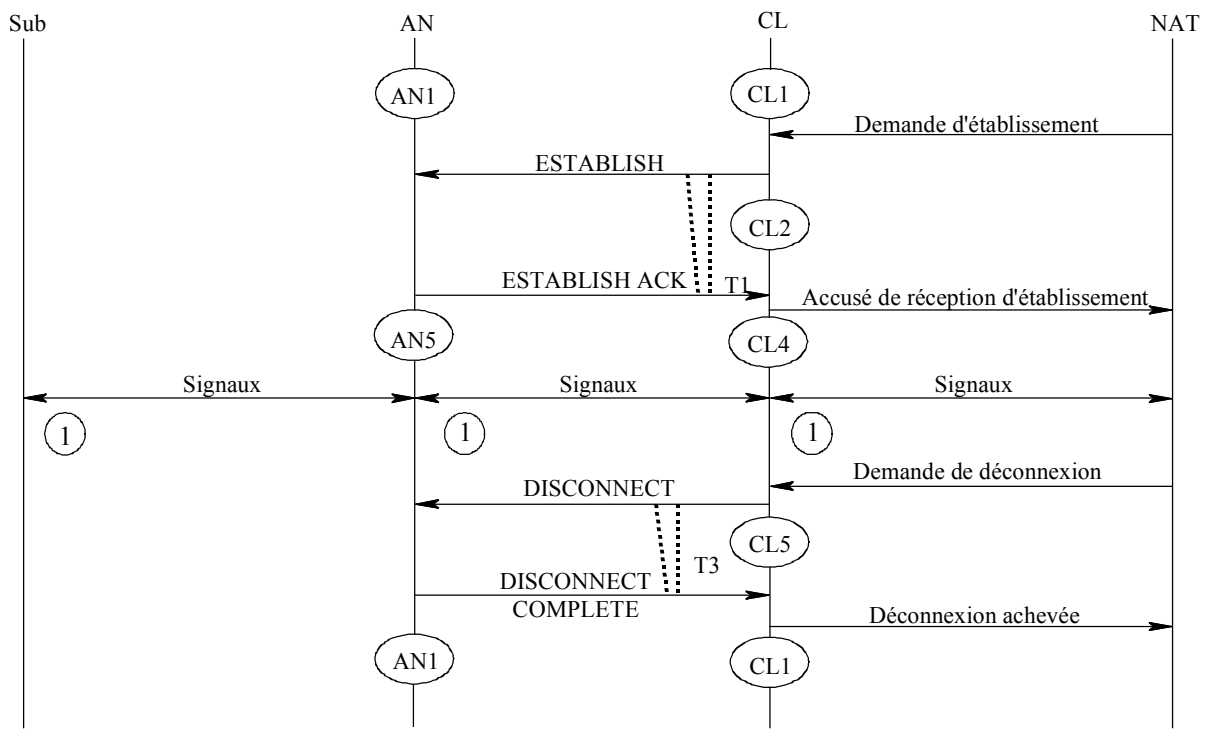 Sub AN CL NAT
AN1 CL1
Demande d'établissement
ESTABLISH
CL2
ESTABLISH ACK T1
Accusé de réception d'établissement
AN5 CL4
Signaux Signaux Signaux
1 1 1
Demande de déconnexion
DISCONNECT
CL5
T3
DISCONNECT
COMPLETE
Déconnexion achevée
AN1 CL1